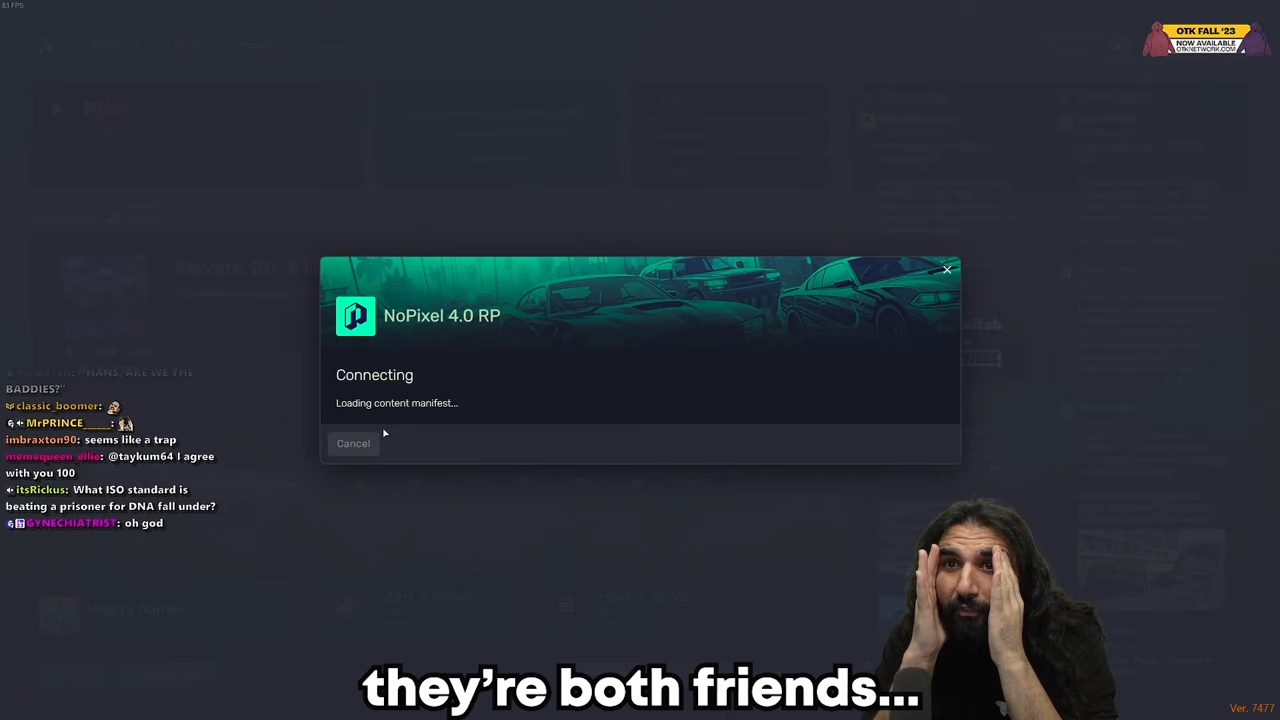 83 FPS
OTK FALL '23
NOW AVAILABLE
OTKNETWORK.COM
Play
NoPixel 4.0 RP
Connecting
Loading content manifest...
Cancel
"HANS, ARE WE THE
BADDIES?"
classic_boomer:
MrPRINCE_____:
imbraxton90: seems like a trap
memequeen_ellie: @taykum64 I agree
with you 100
itsRickus: What ISO standard is
beating a prisoner for DNA fall under?
GYNECHIATRIST: oh god
they're both friends...
Ver. 7477